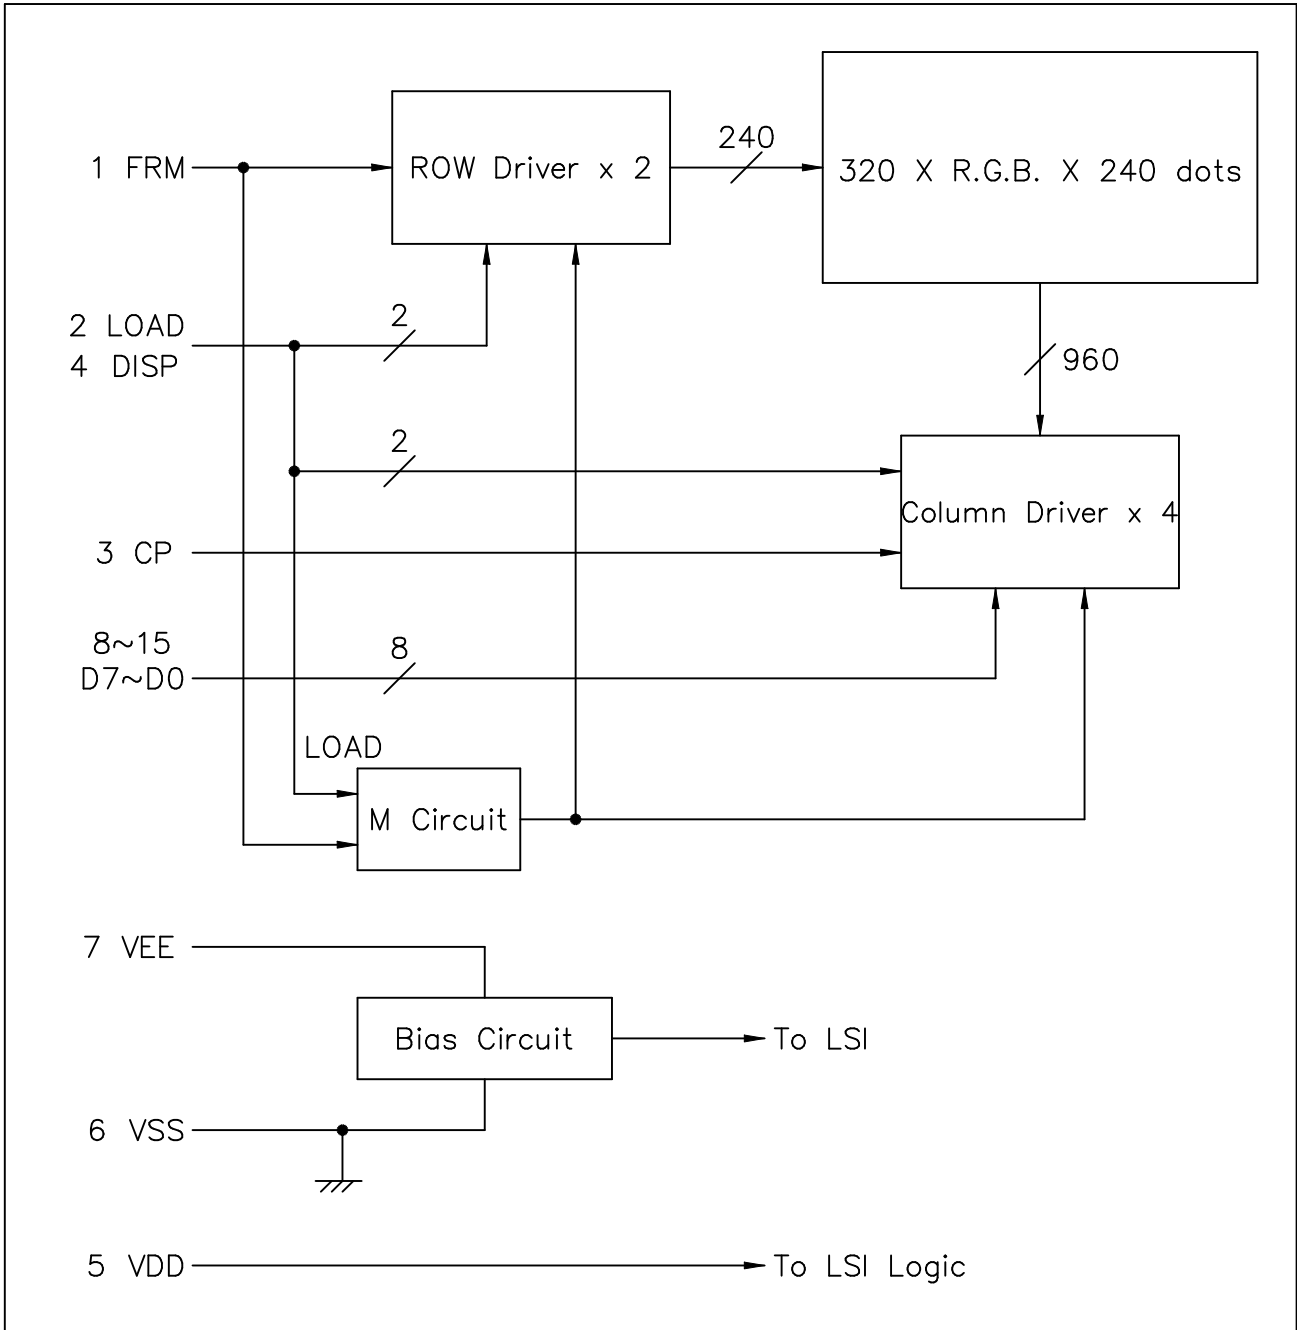 240
1 FRM
ROW Driver x 2
320 X R.G.B. X 240 dots
2 LOAD
4 DISP
2
960
2
Column Driver x 4
3 CP
8~15
D7~D0
8
LOAD
M Circuit
7 VEE
Bias Circuit
To LSI
6 VSS
5 VDD
To LSI Logic